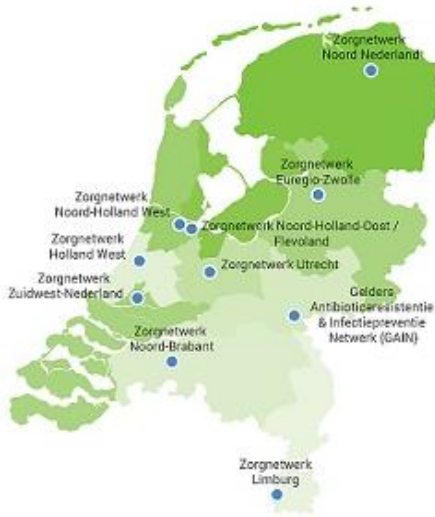 Zorgnetwerk
Noord Nederland
Zorgnetwerk
Euregio-Zwolle
Zorgnetwerk
Noord-Holland West
Zorgnetwerk Noord-Holland-Oost /
Flevoland
Zorgnetwerk
Holland West
Zorgnetwerk Utrecht
Zorgnetwerk
Zuidwest-Nederland
Gelders
Antibioticaresistentie
& Infectiepreventie
Netwerk (GAIN)
Zorgnetwerk
Noord-Brabant
Zorgnetwerk
Limburg